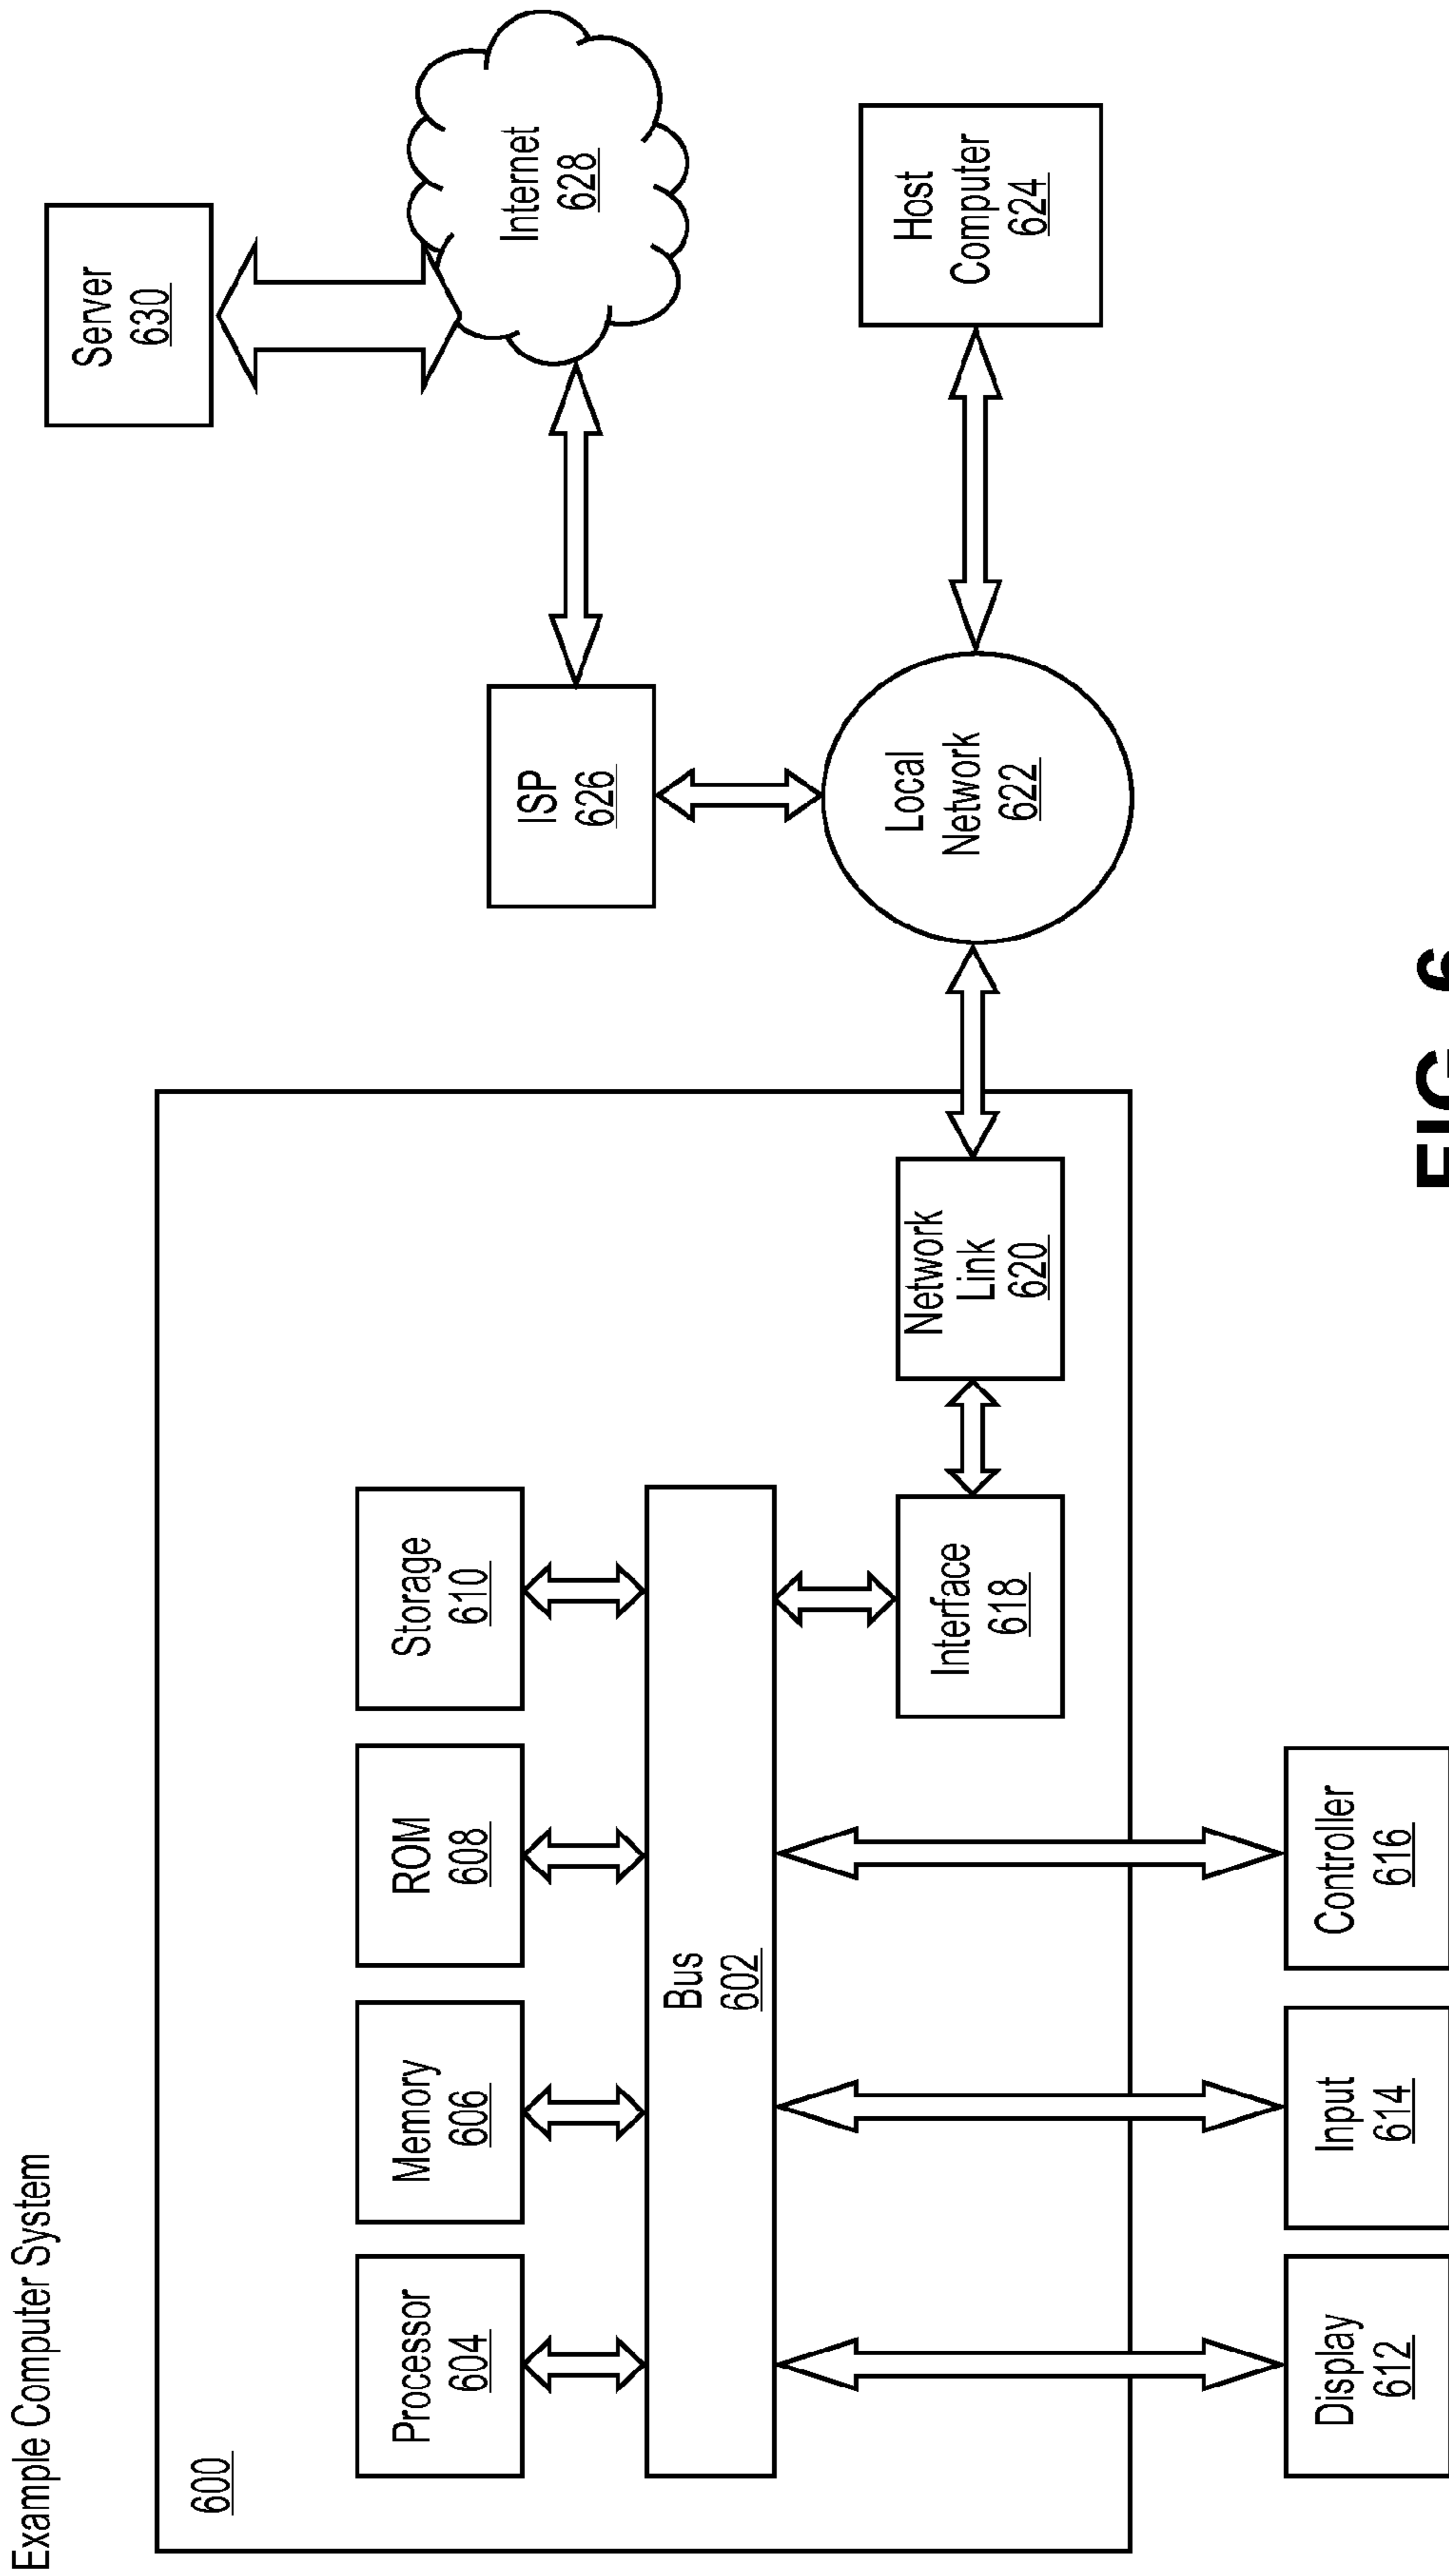 Example Computer System
600
Processor
604
Memory
606
ROM
608
Storage
610
Bus
602
Interface
618
Network
Link
620
Display
612
Input
614
Controller
616
Server
630
Internet
628
ISP
626
Local
Network
622
Host
Computer
624
FIG. 6